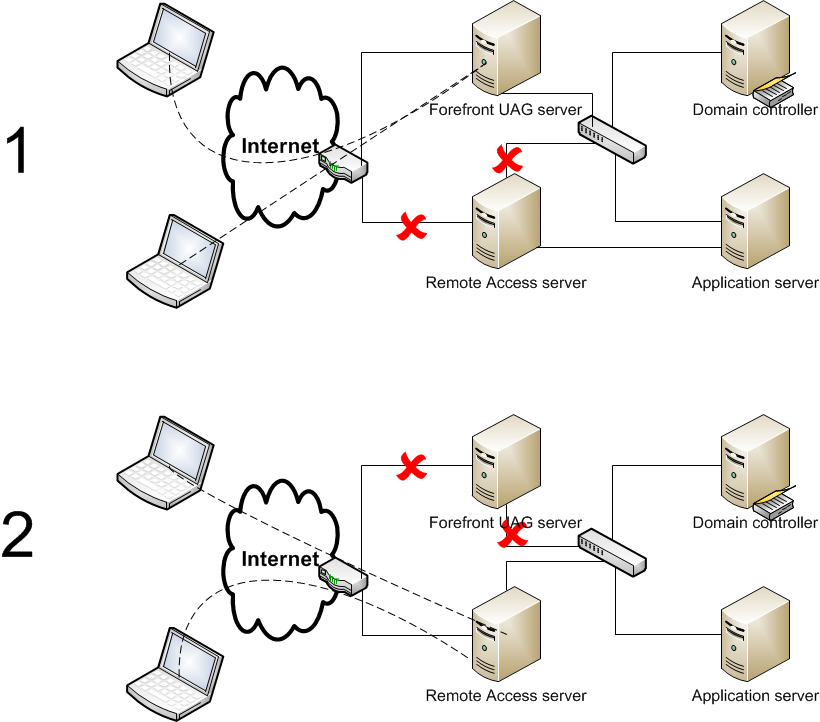 1
Internet
Forefront UAG server
Domain controller
Remote Access server
Application server
2
Internet
Forefront UAG server
Domain controller
Remote Access server
Application server